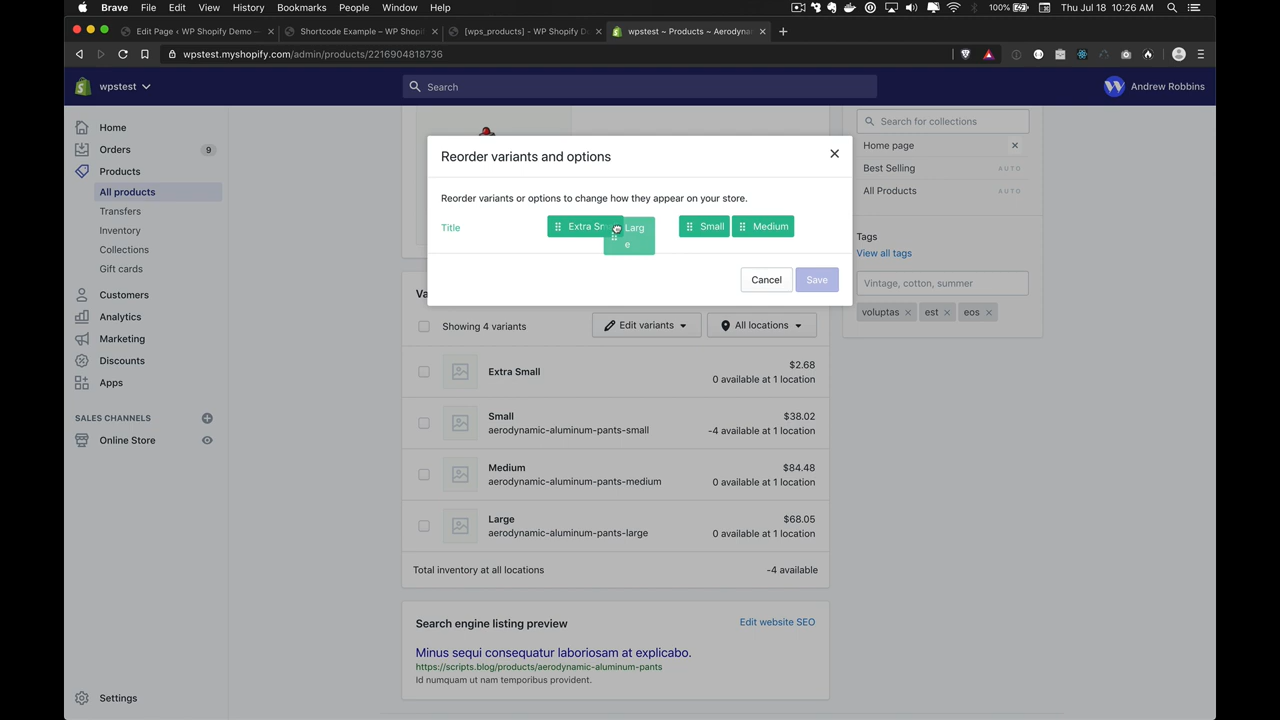 Brave File Edit View History Bookmarks People Window Help 100% Thu Jul 18 10:26 AM
Edit Page ‹ WP Shopify Demo — Shortcode Example – WP Shopify [wps_products] - WP Shopify De wpstest ~ Products ~ Aerodyna
wpstest.myshopify.com/admin/products/2216904818736
wpstest Search Andrew Robbins
Home
Orders 9
Products
All products
Transfers
Inventory
Collections
Gift cards
Customers
Analytics
Marketing
Discounts
Apps
SALES CHANNELS
Online Store
Settings
Reorder variants and options
Reorder variants or options to change how they appear on your store.
Title Extra Sm Small Medium
Larg
e
Cancel Save
Va
Showing 4 variants Edit variants All locations
Extra Small $2.68
0 available at 1 location
Small $38.02
aerodynamic-aluminum-pants-small -4 available at 1 location
Medium $84.48
aerodynamic-aluminum-pants-medium 0 available at 1 location
Large $68.05
aerodynamic-aluminum-pants-large 0 available at 1 location
Total inventory at all locations -4 available
Search engine listing preview Edit website SEO
Minus sequi consequatur laboriosam at explicabo.
https://scripts.blog/products/aerodynamic-aluminum-pants
Id numquam ut nam temporibus provident.
Search for collections
Home page
Best Selling AUTO
All Products AUTO
Tags
View all tags
Vintage, cotton, summer
voluptas est eos